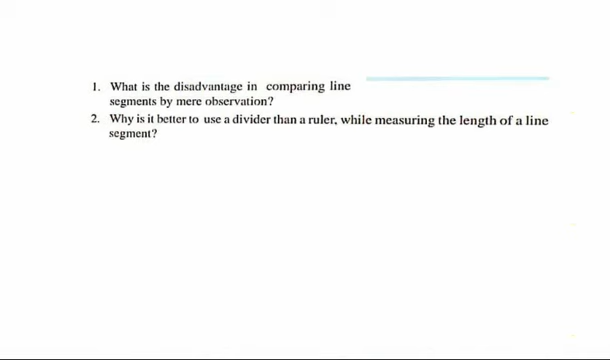 1. What is the disadvantage in comparing line
segments by mere observation?
2. Why is it better to use a divider than a ruler, while measuring the length of a line
segment?